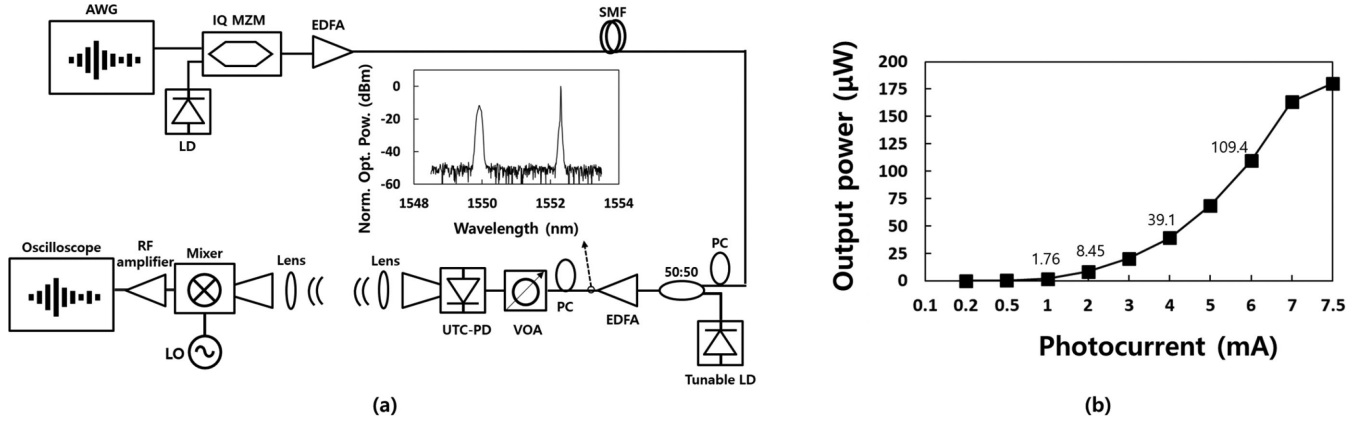 AWG
IQ MZM
EDFA
SMF
LD
Norm. Opt. Pow. (dBm)
0
-20
-40
-60
1548
1550
1552
1554
Wavelength (nm)
Oscilloscope
RF
amplifier
Mixer
Lens
Lens
LO
UTC-PD
VOA
PC
EDFA
50:50
PC
Tunable LD
(a)
Output power (µW)
200
175
150
125
100
75
50
25
0
1.76
8.45
39.1
109.4
0.1
0.2
0.5
1
2
3
4
5
6
7
7.5
Photocurrent (mA)
(b)